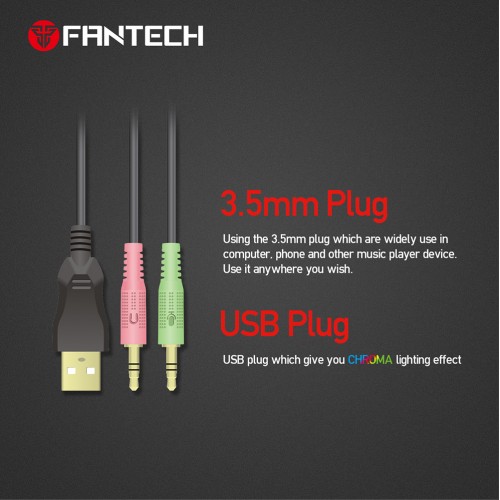 FANTECH
3.5mm Plug
Using the 3.5mm plug which are widely use in
computer, phone and other music player device.
Use it anywhere you wish.
USB Plug
USB plug which give you CHROMA lighting effect